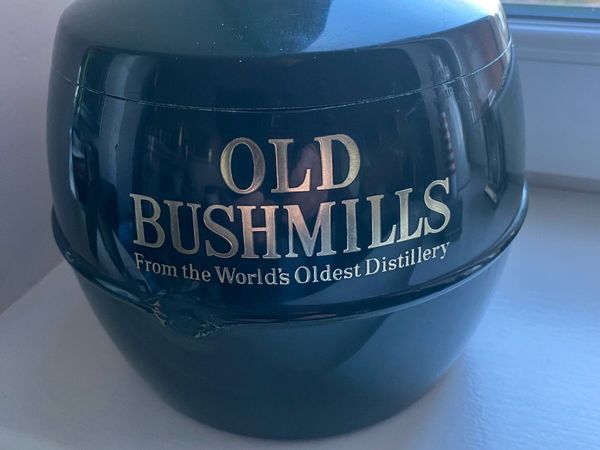 OLD
BUSHMILLS
From the World's Oldest Distillery